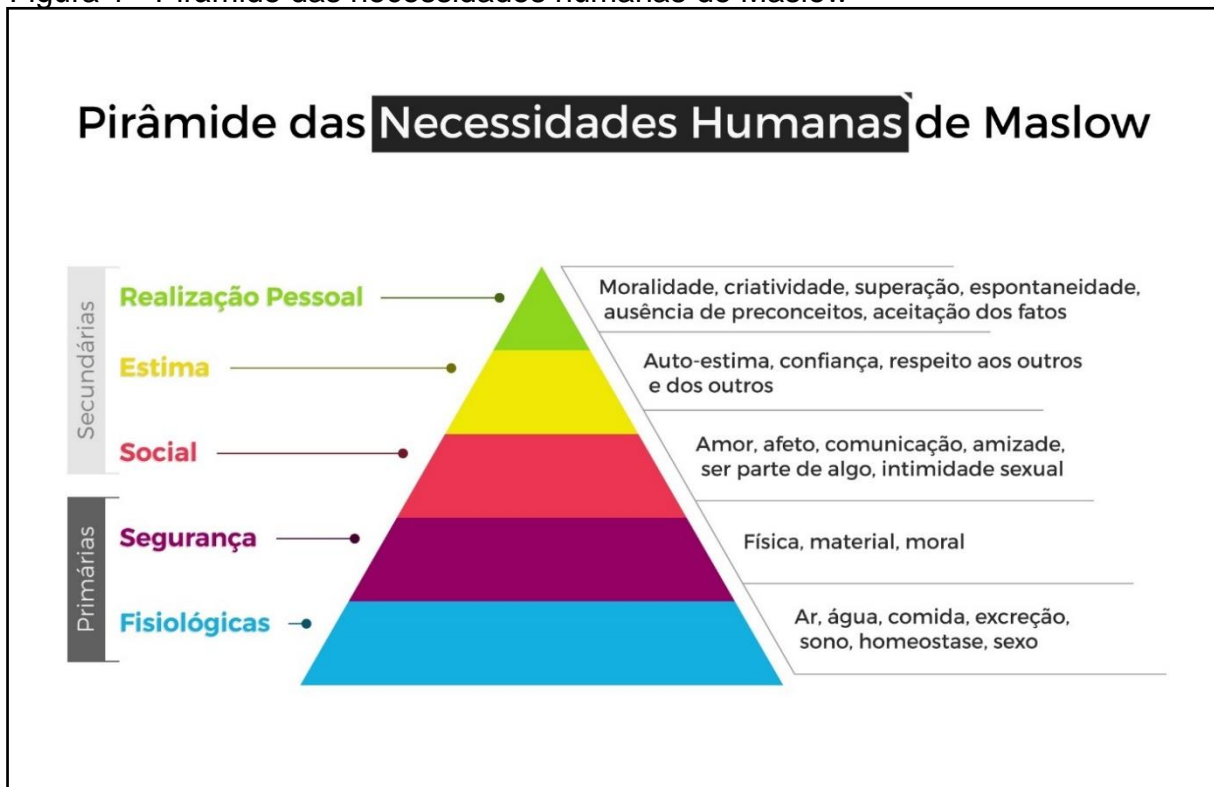 Pirâmide das Necessidades Humanas de Maslow
Secundárias
Realização Pessoal
Moralidade, criatividade, superação, espontaneidade,
ausência de preconceitos, aceitação dos fatos
Estima
Auto-estima, confiança, respeito aos outros
e dos outros
Social
Amor, afeto, comunicação, amizade,
ser parte de algo, intimidade sexual
Primárias
Segurança
Física, material, moral
Fisiológicas
Ar, água, comida, excreção,
sono, homeostase, sexo